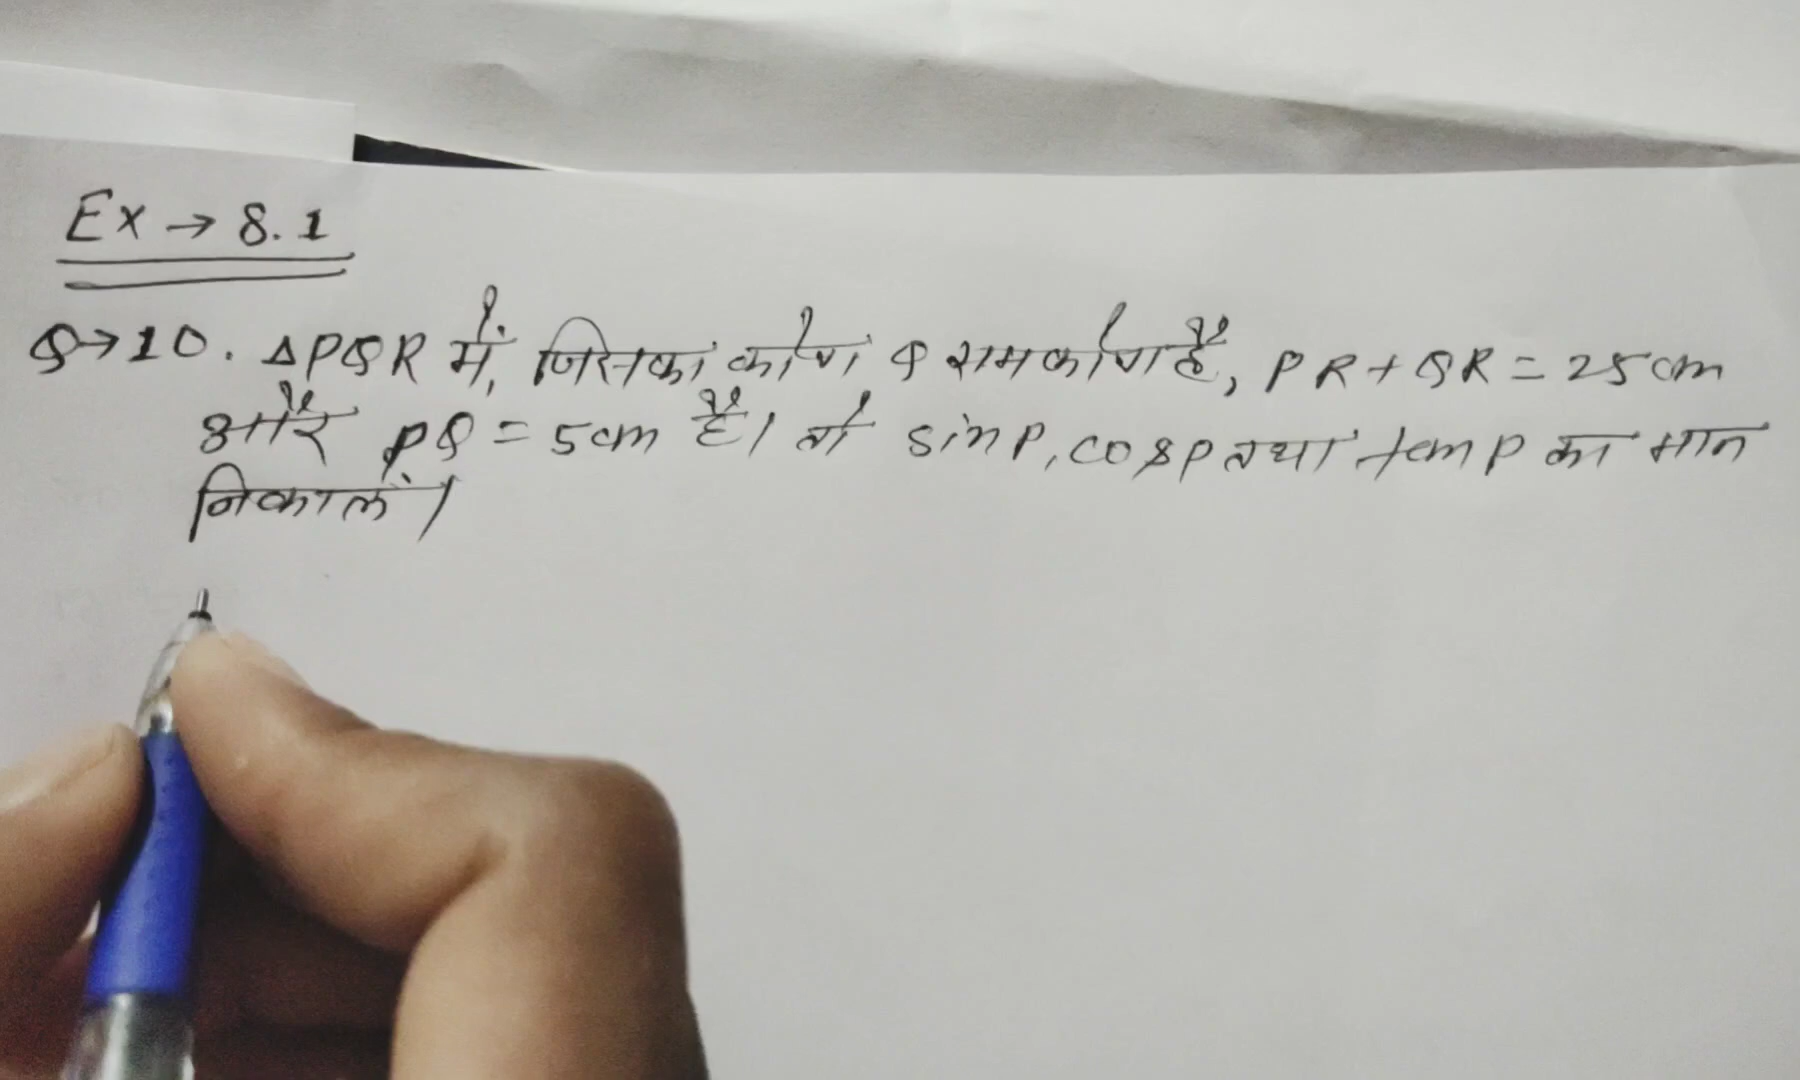 Ex → 8.1
Q→10. ΔPQR में, जिसका कोण Q समकोण है, PR + QR = 25cm
और PQ = 5cm है। तो sinP, cosP तथा tanP का मान
निकालें।